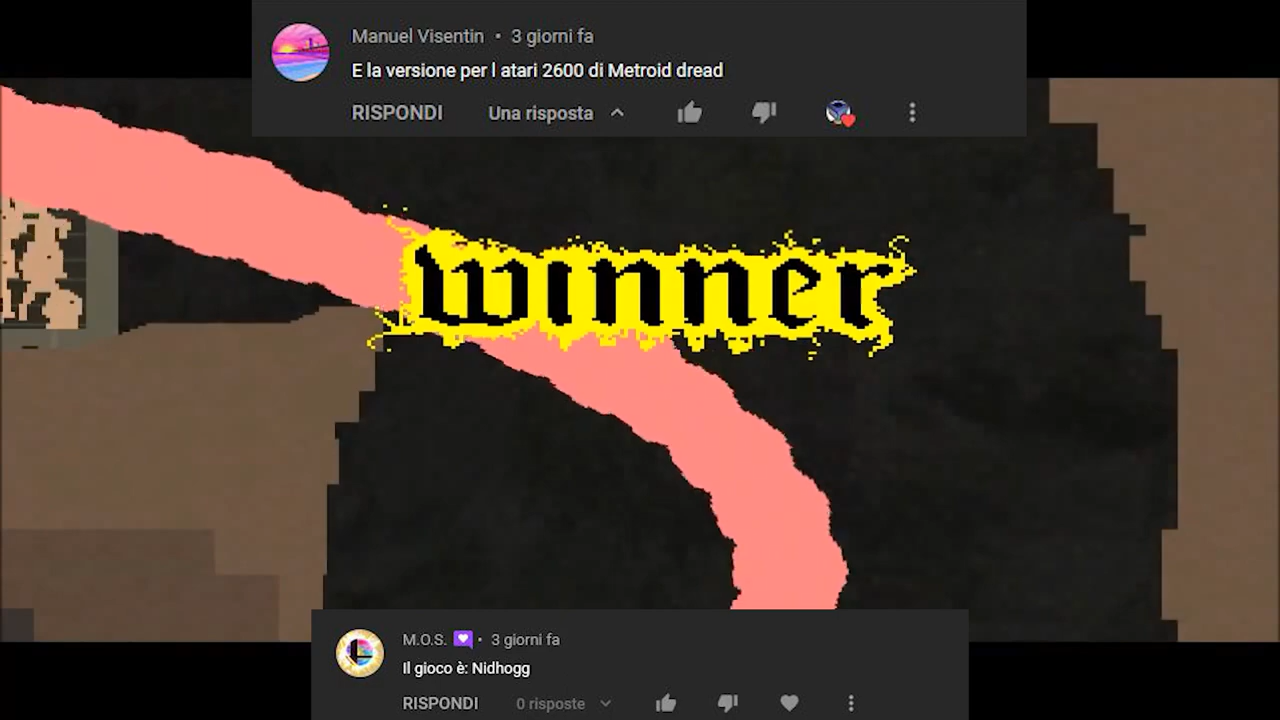 Manuel Visentin • 3 giorni fa
E la versione per l atari 2600 di Metroid dread
RISPONDI Una risposta
winner
M.O.S. • 3 giorni fa
Il gioco è: Nidhogg
RISPONDI 0 risposte